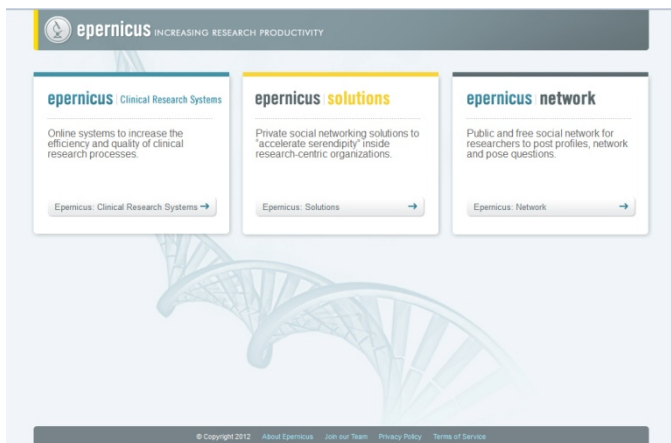 epernicus INCREASING RESEARCH PRODUCTIVITY
epernicus | Clinical Research Systems
Online systems to increase the
efficiency and quality of clinical
research processes.
Epernicus: Clinical Research Systems →
epernicus | solutions
Private social networking solutions to
"accelerate serendipity" inside
research-centric organizations.
Epernicus: Solutions →
epernicus | network
Public and free social network for
researchers to post profiles, network
and pose questions.
Epernicus: Network →
© Copyright 2012 About Epernicus Join our Team Privacy Policy Terms of Service